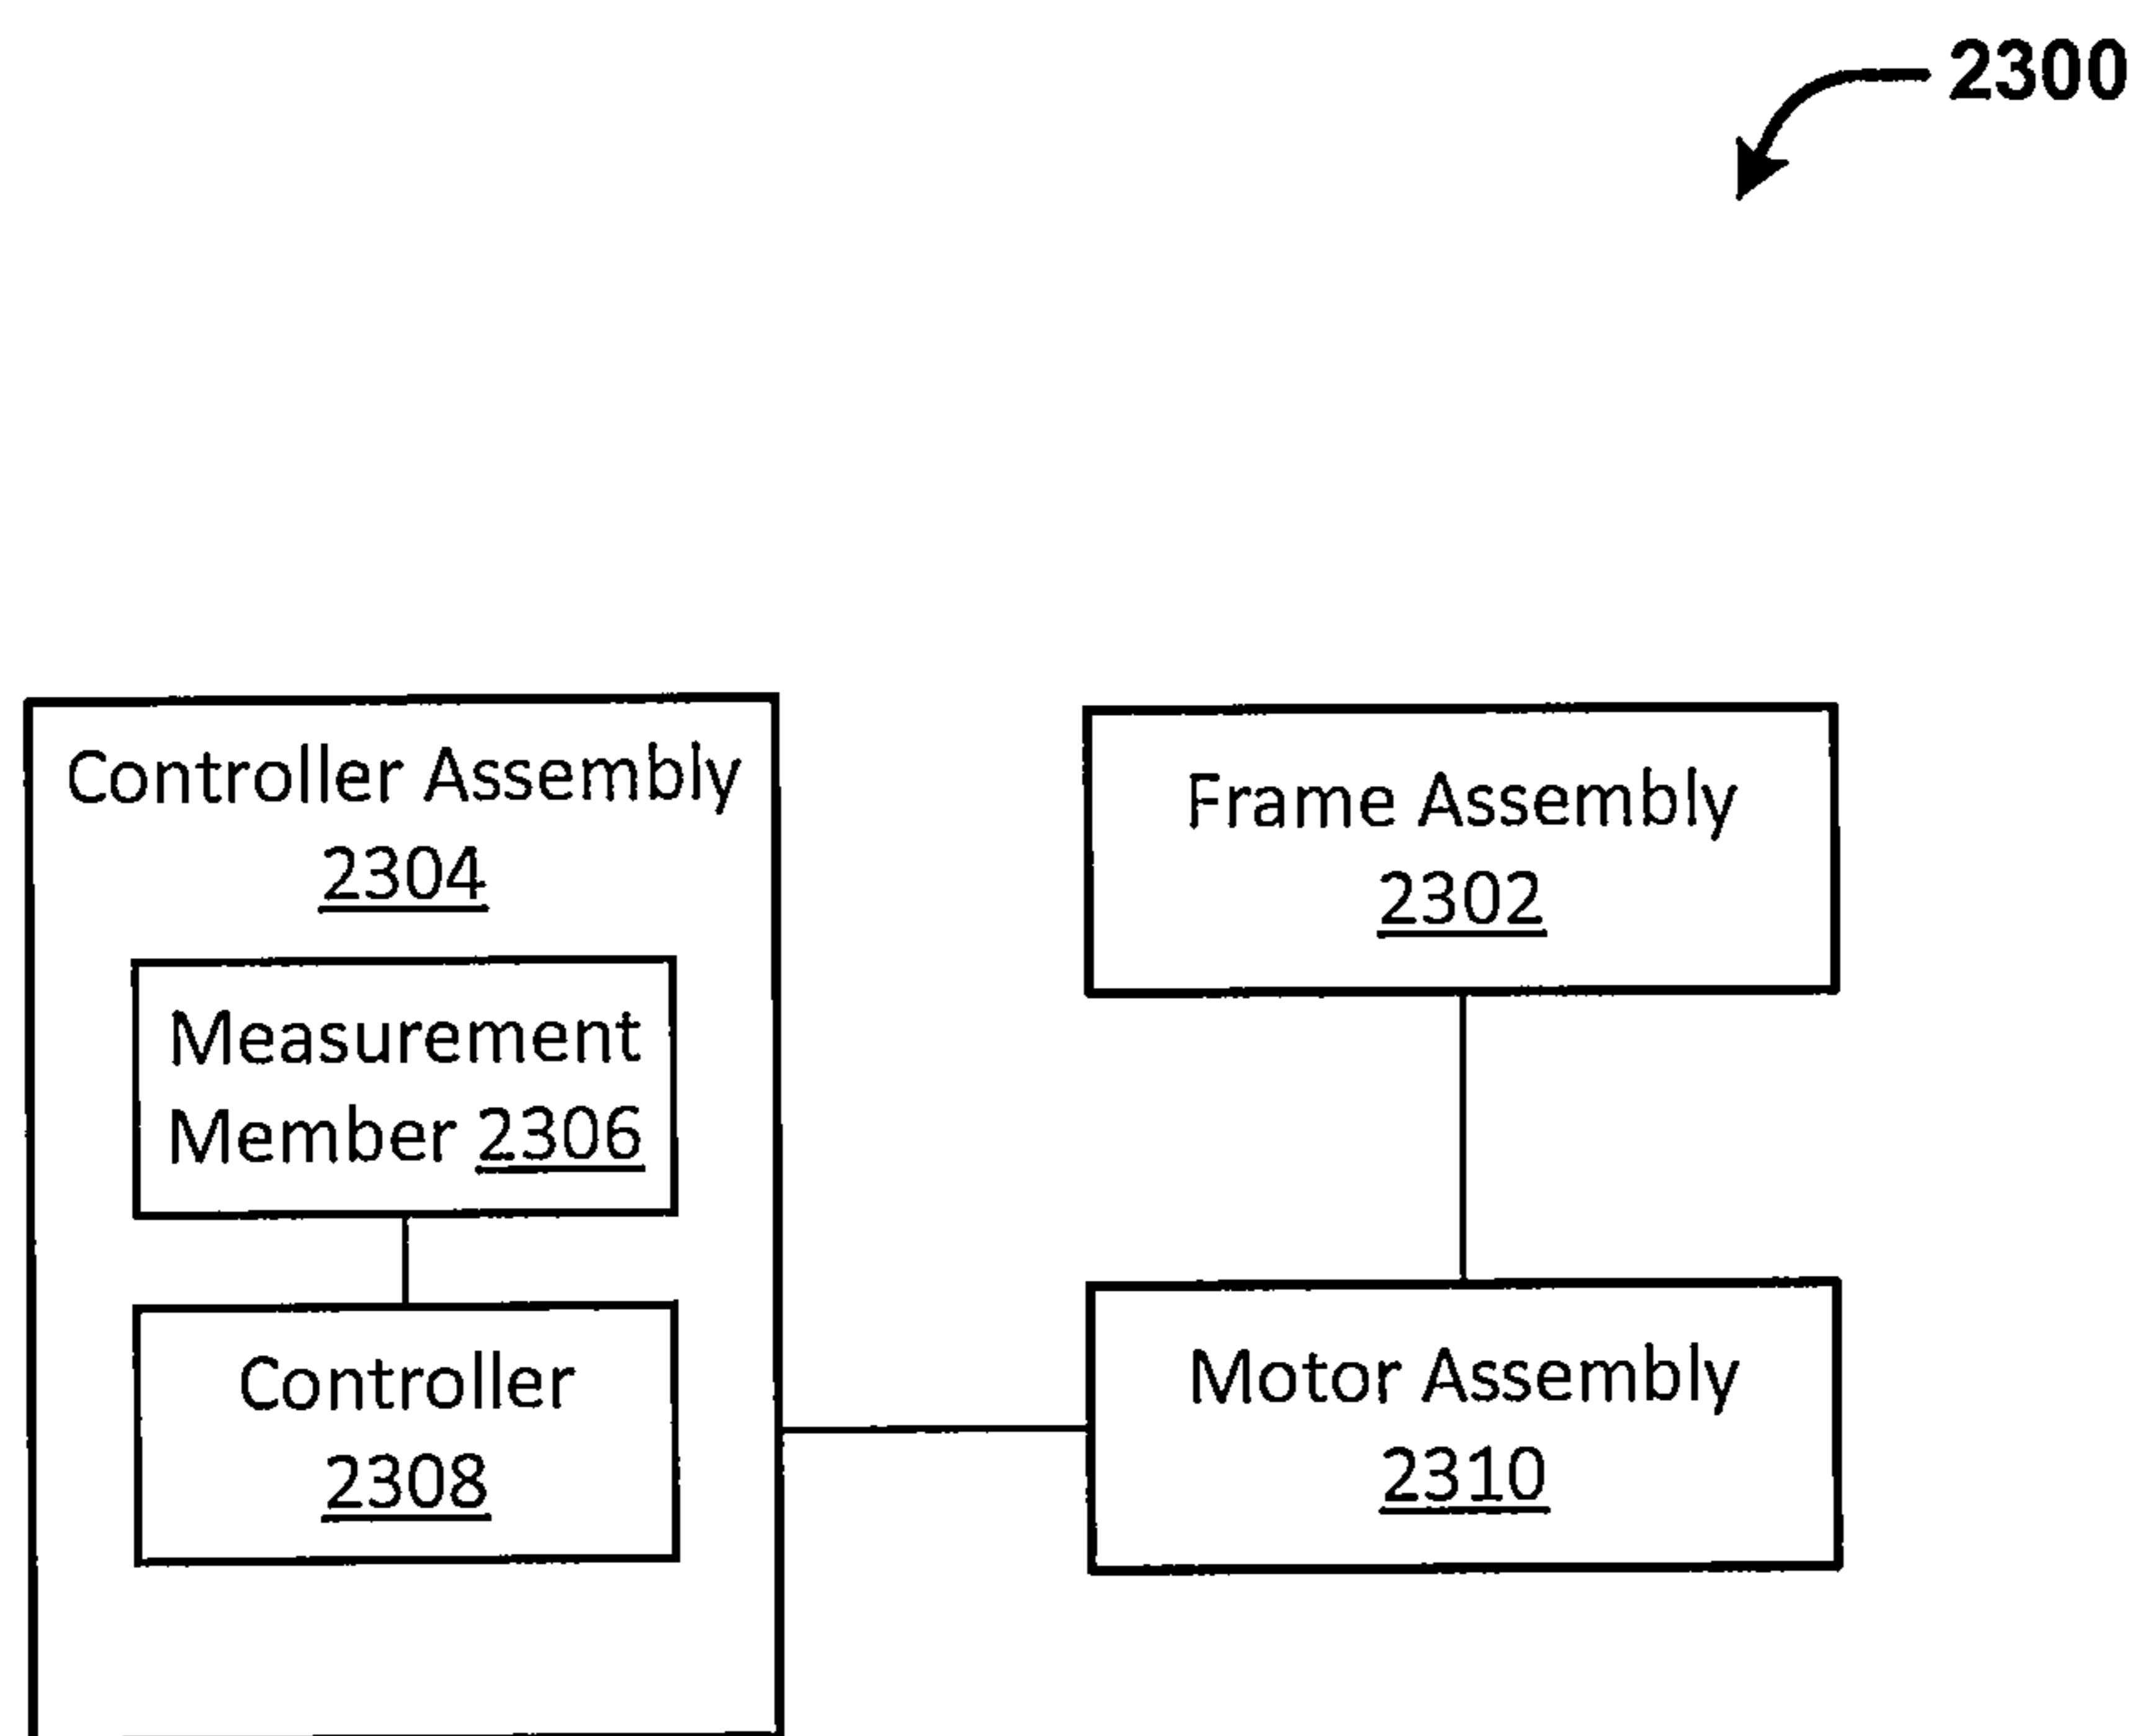 2300
Controller Assembly
2304
Measurement
Member 2306
Controller
2308
Frame Assembly
2302
Motor Assembly
2310